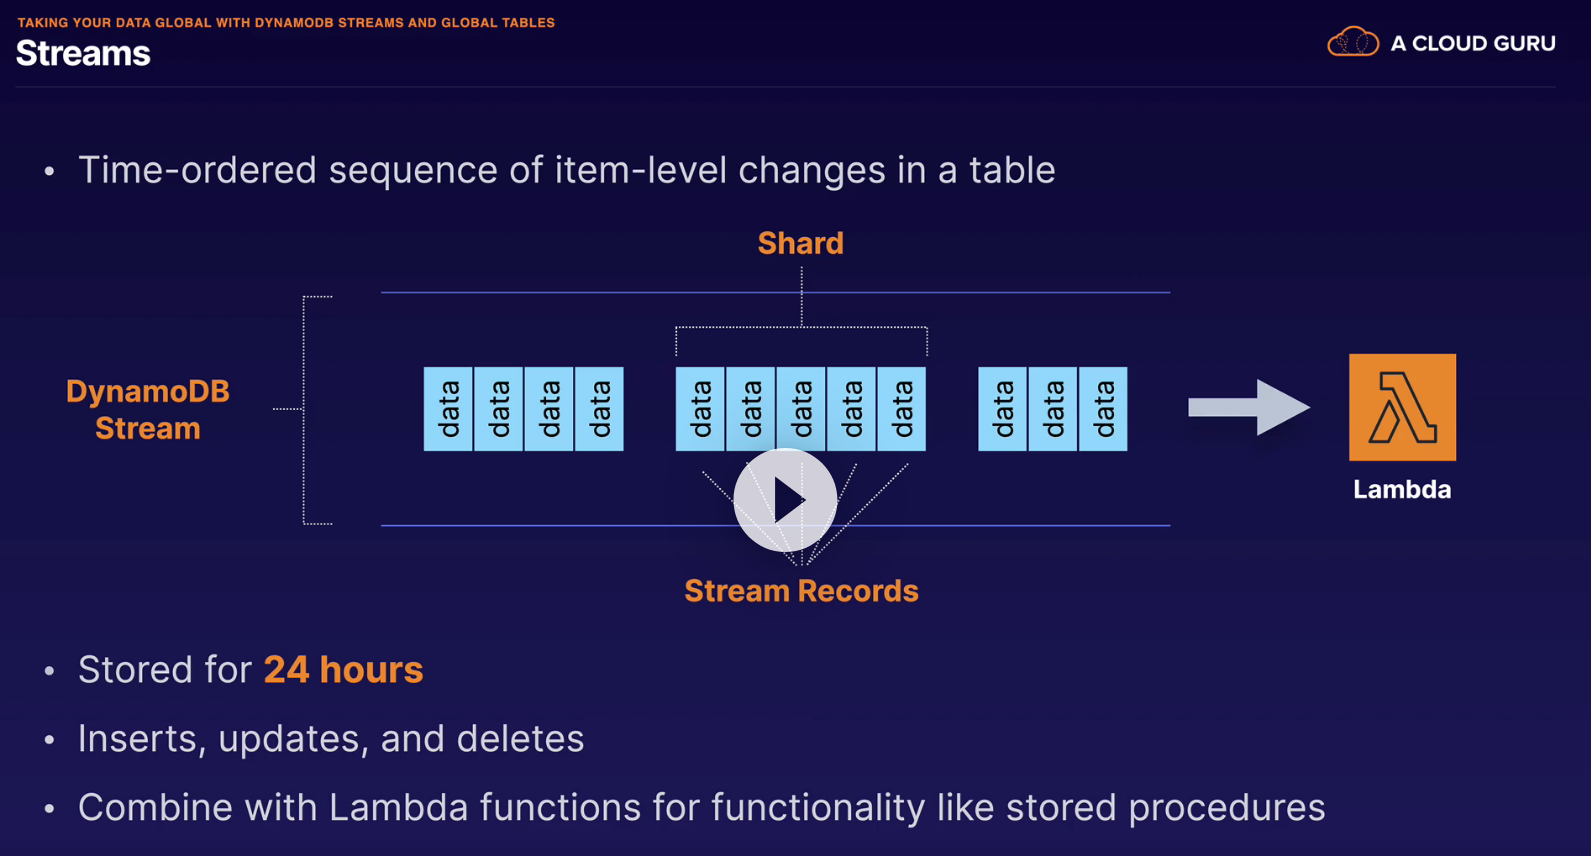 TAKING YOUR DATA GLOBAL WITH DYNAMODB STREAMS AND GLOBAL TABLES
Streams
A CLOUD GURU
• Time-ordered sequence of item-level changes in a table
Shard
DynamoDB
Stream
data data data data
data data data data data
data data data
Lambda
Stream Records
• Stored for 24 hours
• Inserts, updates, and deletes
• Combine with Lambda functions for functionality like stored procedures